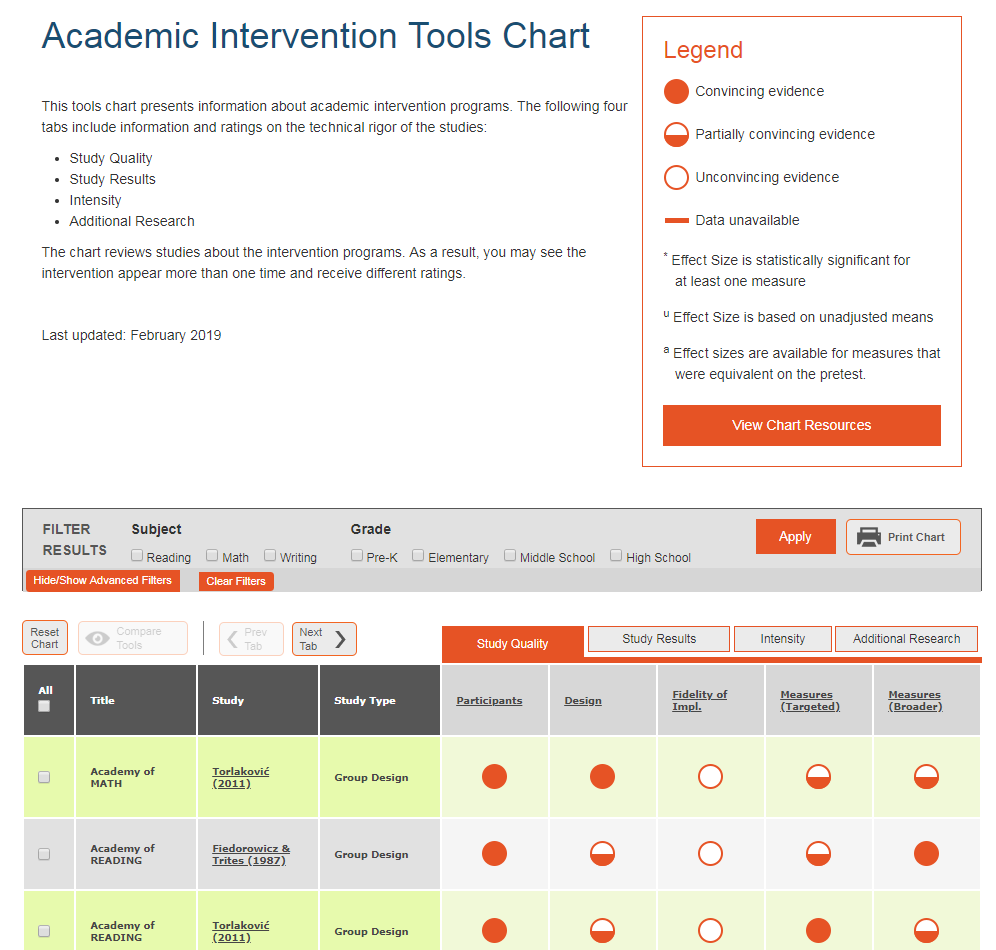 Academic Intervention Tools Chart
This tools chart presents information about academic intervention programs. The following four
tabs include information and ratings on the technical rigor of the studies:
• Study Quality
• Study Results
• Intensity
• Additional Research
The chart reviews studies about the intervention programs. As a result, you may see the
intervention appear more than one time and receive different ratings.
Last updated: February 2019
Legend
Convincing evidence
Partially convincing evidence
Unconvincing evidence
Data unavailable
* Effect Size is statistically significant for
at least one measure
u Effect Size is based on unadjusted means
a Effect sizes are available for measures that
were equivalent on the pretest.
View Chart Resources
FILTER
RESULTS
Subject
Reading Math Writing
Grade
Pre-K Elementary Middle School High School
Apply
Print Chart
Hide/Show Advanced Filters
Clear Filters
Reset
Chart
Compare
Tools
Prev
Tab
Next
Tab
Study Quality
Study Results
Intensity
Additional Research
All
Title
Study
Study Type
Participants
Design
Fidelity of
Impl.
Measures
(Targeted)
Measures
(Broader)
Academy of
MATH
Torlaković
(2011)
Group Design
Academy of
READING
Fiedorowicz &
Trites (1987)
Group Design
Academy of
READING
Torlaković
(2011)
Group Design